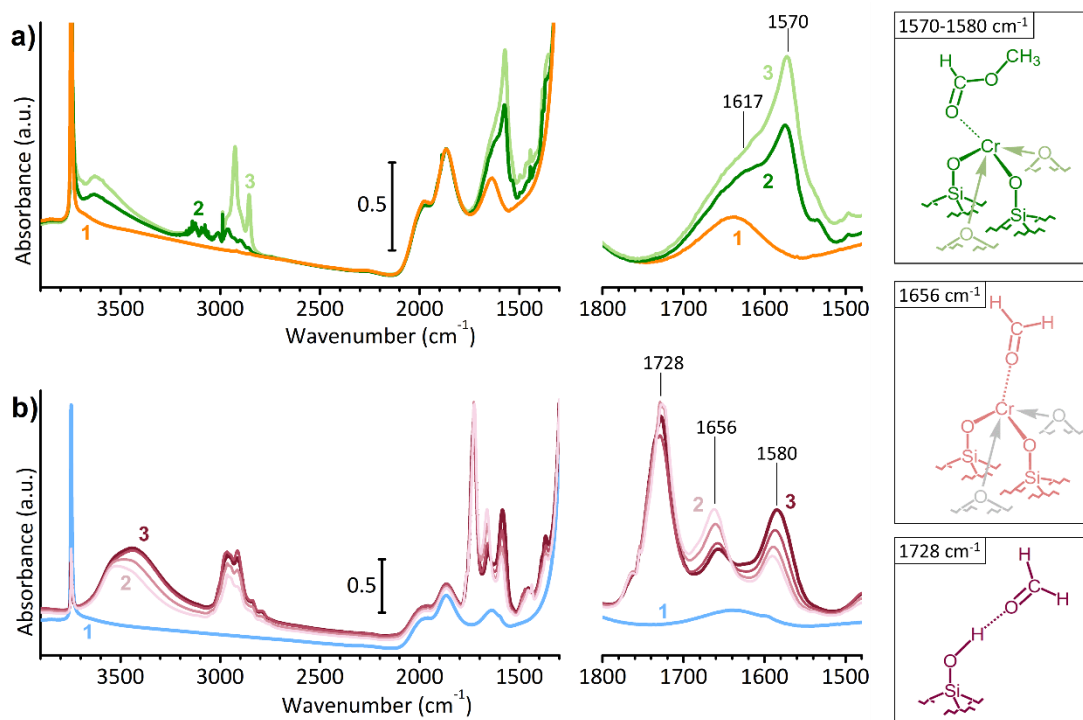 a)
Absorbance (a.u.)
1
2
3
0.5
3500 3000 2500 2000 1500
Wavenumber (cm⁻¹)
1570
1617
3
2
1
1800 1700 1600 1500
1570-1580 cm⁻¹
H C O CH₃
O
Cr
O O O
Si Si
O
b)
Absorbance (a.u.)
1
2
3
0.5
3500 3000 2500 2000 1500
Wavenumber (cm⁻¹)
1728
1656
1580
2
3
1
1800 1700 1600 1500
1656 cm⁻¹
H C H
O
Cr
O O O
Si Si
O
1728 cm⁻¹
H
C
O H
H
O
Si